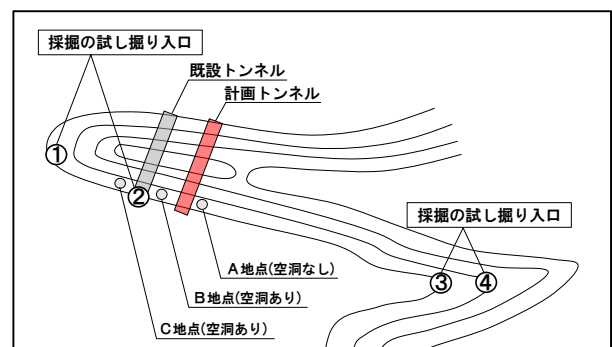 採掘の試し掘り入口
既設トンネル
計画トンネル
①
②
採掘の試し掘り入口
A地点(空洞なし)
③
④
B地点(空洞あり)
C地点(空洞あり)